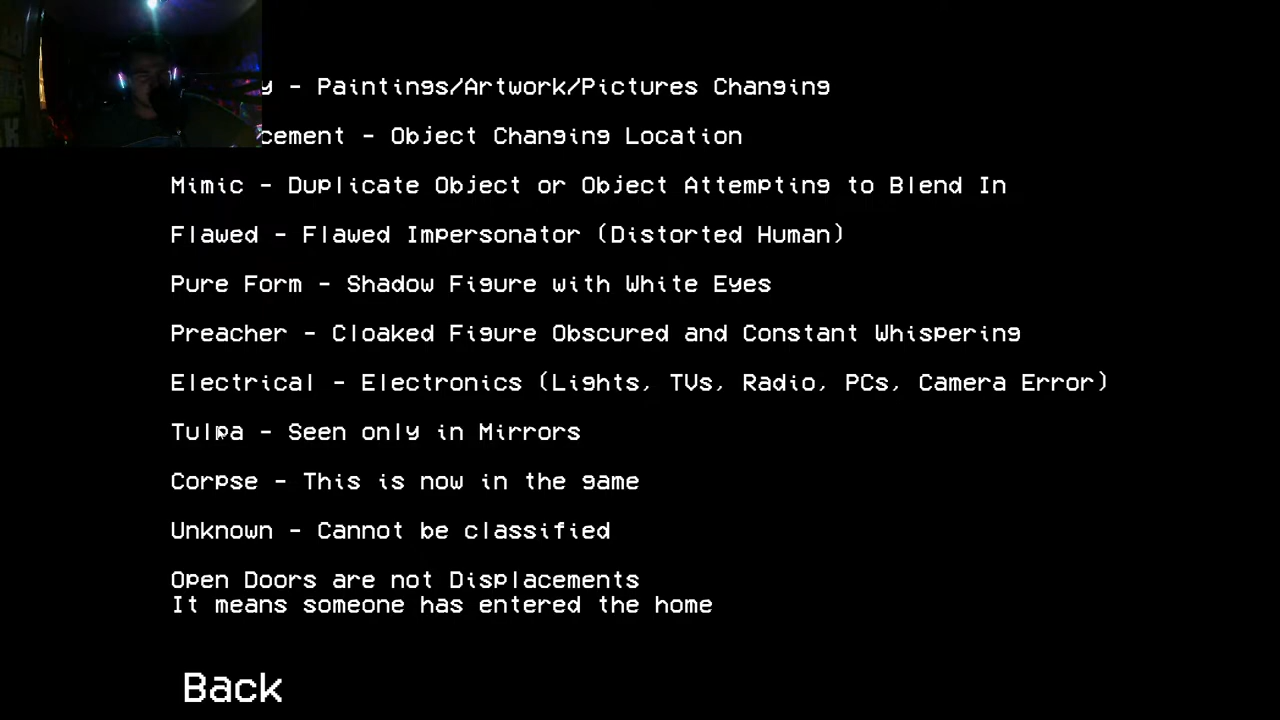 - Paintings/Artwork/Pictures Changing
- Object Changing Location
Mimic - Duplicate Object or Object Attempting to Blend In
Flawed - Flawed Impersonator (Distorted Human)
Pure Form - Shadow Figure with White Eyes
Preacher - Cloaked Figure Obscured and Constant Whispering
Electrical - Electronics (Lights, TVs, Radio, PCs, Camera Error)
Tulpa - Seen only in Mirrors
Corpse - This is now in the game
Unknown - Cannot be classified
Open Doors are not Displacements
It means someone has entered the home
Back